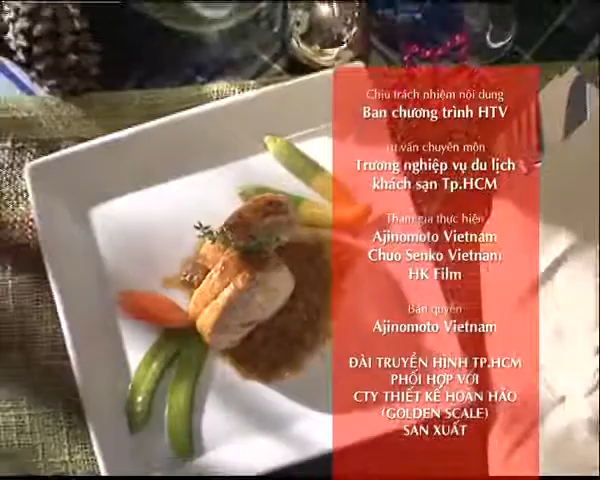 Chịu trách nhiệm nội dung
Ban chương trình HTV
Tư vấn chuyên môn
Trương nghiệp vụ du lịch
khách sạn Tp.HCM
Tham gia thực hiện
Ajinomoto Vietnam
Chuo Senko Vietnam
HK Film
Bản quyền
Ajinomoto Vietnam
ĐÀI TRUYỀN HÌNH TP.HCM
PHỐI HỢP VỚI
CTY THIẾT KẾ HOÀN HẢO
(GOLDEN SCALE)
SẢN XUẤT